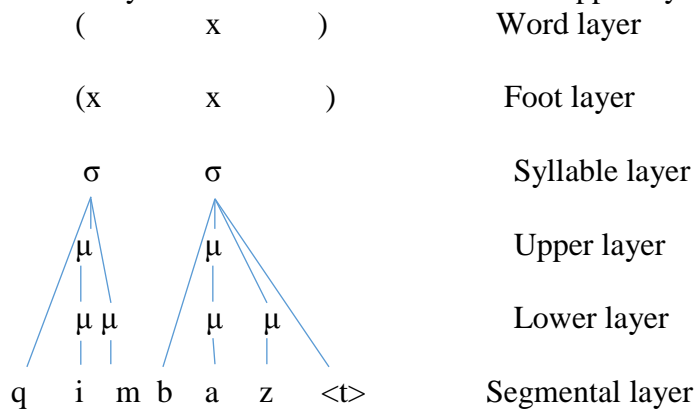 ( x ) Word layer
(x x ) Foot layer
σ σ Syllable layer
μ μ Upper layer
μ μ μ μ Lower layer
q i m b a z <t> Segmental layer